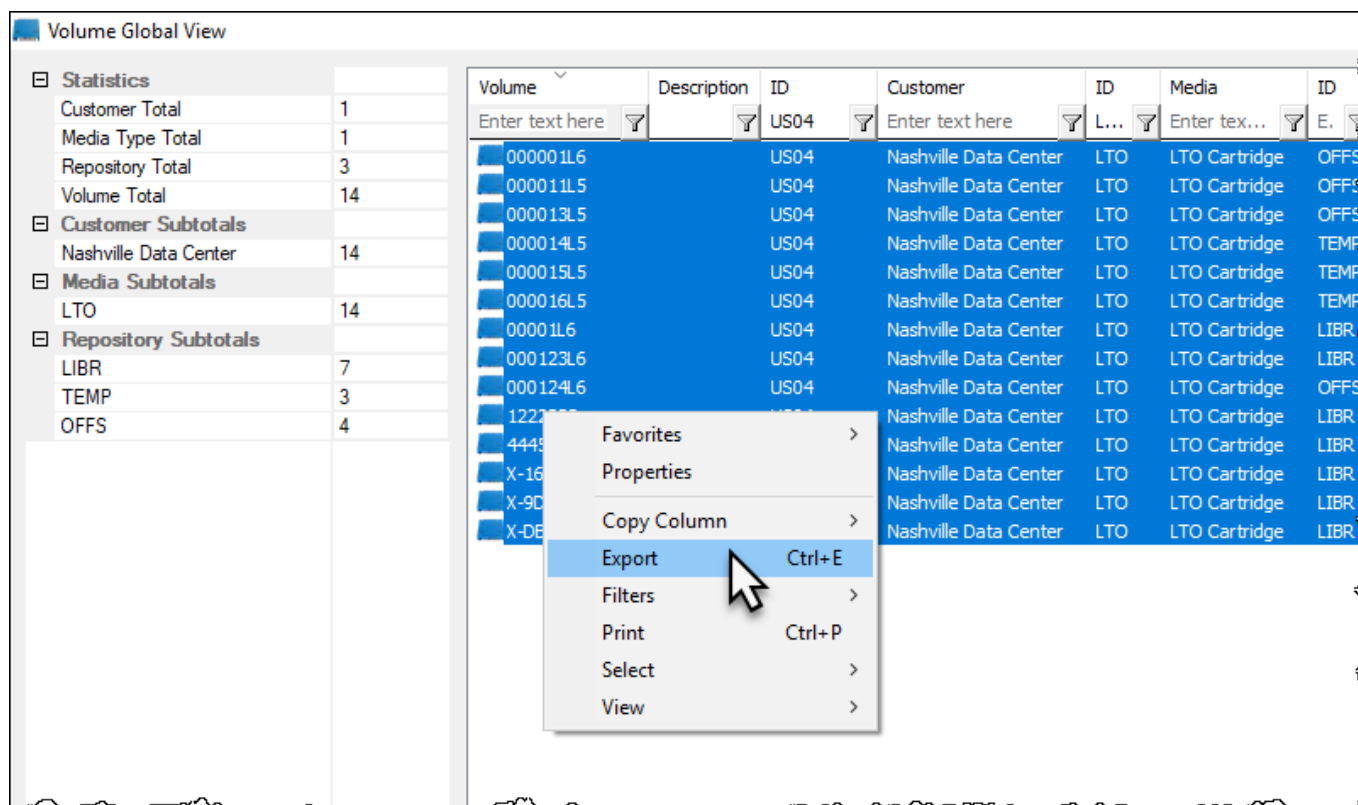 Volume Global View
Statistics
Customer Total 1
Media Type Total 1
Repository Total 3
Volume Total 14
Customer Subtotals
Nashville Data Center 14
Media Subtotals
LTO 14
Repository Subtotals
LIBR 7
TEMP 3
OFFS 4
Volume Description ID Customer ID Media ID
Enter text here US04 Enter text here L... Enter tex... E.
000001L6 US04 Nashville Data Center LTO LTO Cartridge OFFS
000011L5 US04 Nashville Data Center LTO LTO Cartridge OFFS
000013L5 US04 Nashville Data Center LTO LTO Cartridge OFFS
000014L5 US04 Nashville Data Center LTO LTO Cartridge TEMP
000015L5 US04 Nashville Data Center LTO LTO Cartridge TEMP
000016L5 US04 Nashville Data Center LTO LTO Cartridge TEMP
00001L6 US04 Nashville Data Center LTO LTO Cartridge LIBR
000123L6 US04 Nashville Data Center LTO LTO Cartridge LIBR
000124L6 US04 Nashville Data Center LTO LTO Cartridge OFFS
Nashville Data Center LTO LTO Cartridge LIBR
Nashville Data Center LTO LTO Cartridge LIBR
Nashville Data Center LTO LTO Cartridge LIBR
Nashville Data Center LTO LTO Cartridge LIBR
Nashville Data Center LTO LTO Cartridge LIBR
Favorites
Properties
Copy Column
Export Ctrl+E
Filters
Print Ctrl+P
Select
View